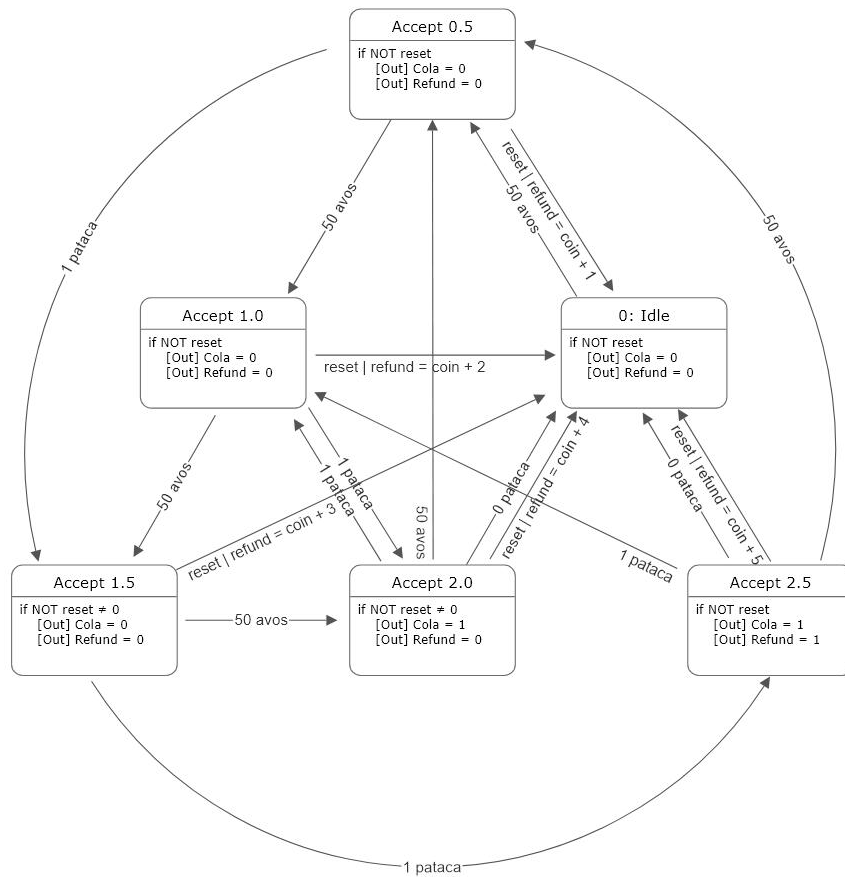 Accept 0.5
if NOT reset
[Out] Cola = 0
[Out] Refund = 0
1 pataca
50 avos
50 avos
reset | refund = coin + 1
50 avos
Accept 1.0
if NOT reset
[Out] Cola = 0
[Out] Refund = 0
0: Idle
if NOT reset
[Out] Cola = 0
[Out] Refund = 0
reset | refund = coin + 2
50 avos
reset | refund = coin + 3
1 pataca
1 pataca
50 avos
0 pataca
reset | refund = coin + 4
1 pataca
0 pataca
reset | refund = coin + 5
Accept 1.5
if NOT reset ≠ 0
[Out] Cola = 0
[Out] Refund = 0
50 avos
Accept 2.0
if NOT reset ≠ 0
[Out] Cola = 1
[Out] Refund = 0
Accept 2.5
if NOT reset
[Out] Cola = 1
[Out] Refund = 1
1 pataca